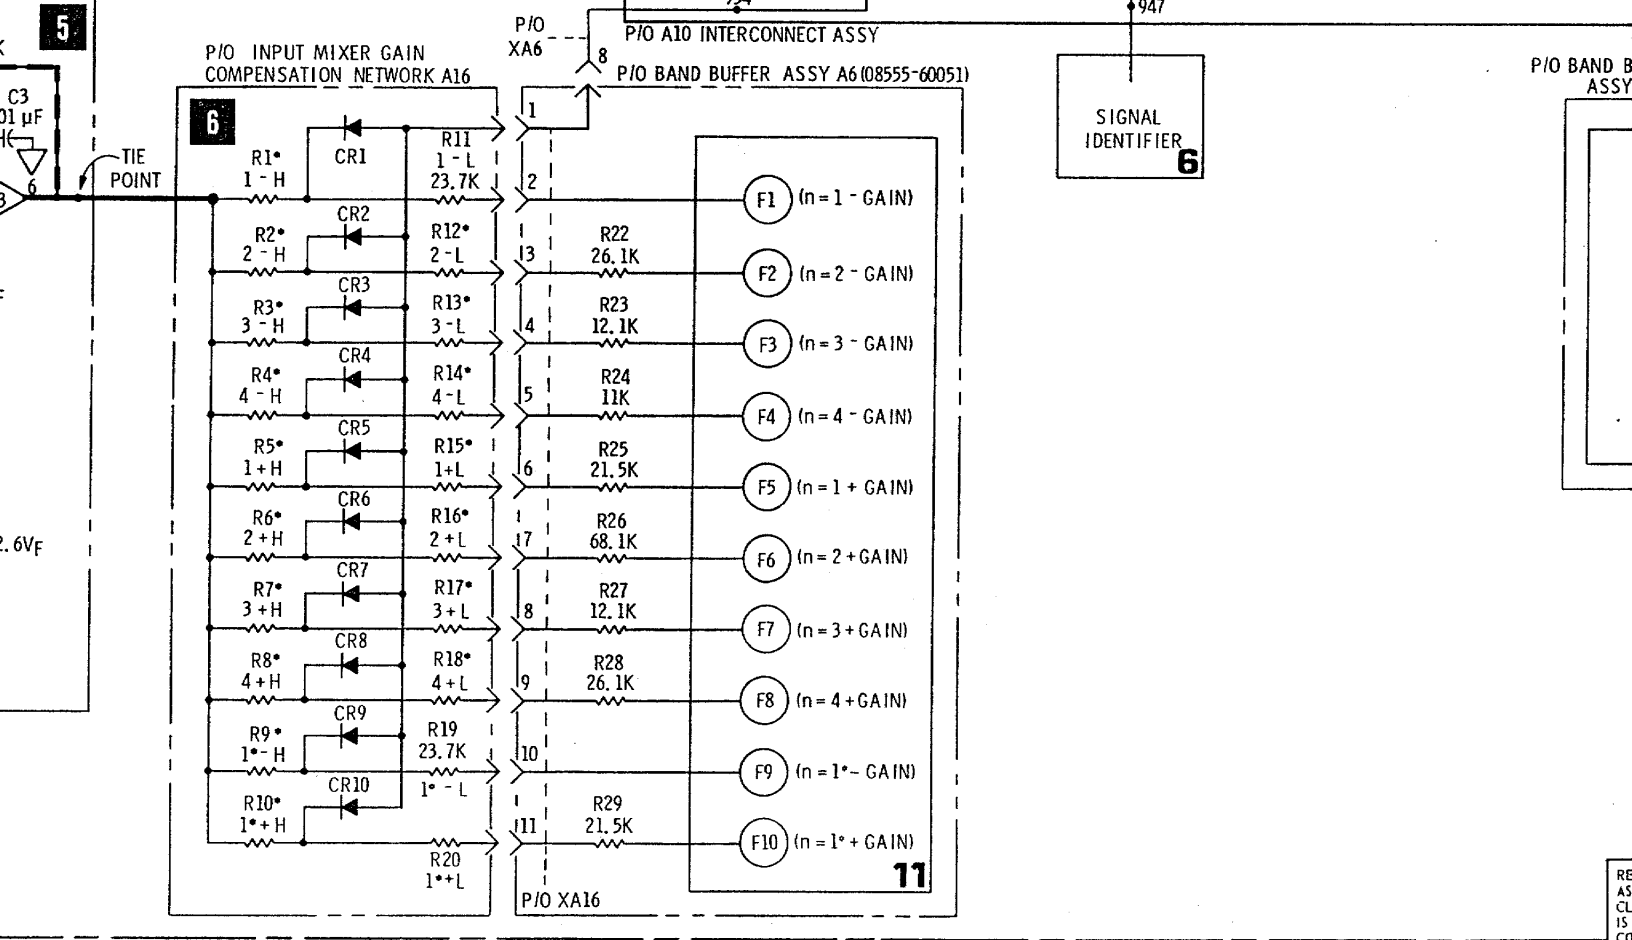 5
C3
6
TIE
POINT
P/O INPUT MIXER GAIN
COMPENSATION NETWORK A16
6
P/O
XA6
8
P/O A10 INTERCONNECT ASSY
P/O BAND BUFFER ASSY A6 (08555-60051)
947
SIGNAL
IDENTIFIER
6
P/O BAND B
ASSY
CR1
R11
1 - L
23.7K
1
R1*
1 - H
2
F1 (n = 1 - GAIN)
CR2
R2*
2 - H
R12*
2 - L
3
R22
26.1K
F2 (n = 2 - GAIN)
CR3
R3*
3 - H
R13*
3 - L
4
R23
12.1K
F3 (n = 3 - GAIN)
CR4
R4*
4 - H
R14*
4 - L
5
R24
11K
F4 (n = 4 - GAIN)
CR5
R5*
1 + H
R15*
1+L
6
R25
21.5K
F5 (n = 1 + GAIN)
CR6
R6*
2 + H
R16*
2 + L
7
R26
68.1K
F6 (n = 2 + GAIN)
CR7
R7*
3 + H
R17*
3 + L
8
R27
12.1K
F7 (n = 3 + GAIN)
CR8
R8*
4 + H
R18*
4 + L
9
R28
26.1K
F8 (n = 4 + GAIN)
CR9
R9*
1*- H
R19
23.7K
1* - L
10
F9 (n = 1*- GAIN)
CR10
R10*
1*+ H
R20
1*+L
11
R29
21.5K
F10 (n = 1* + GAIN)
11
P/O XA16
2.6VF